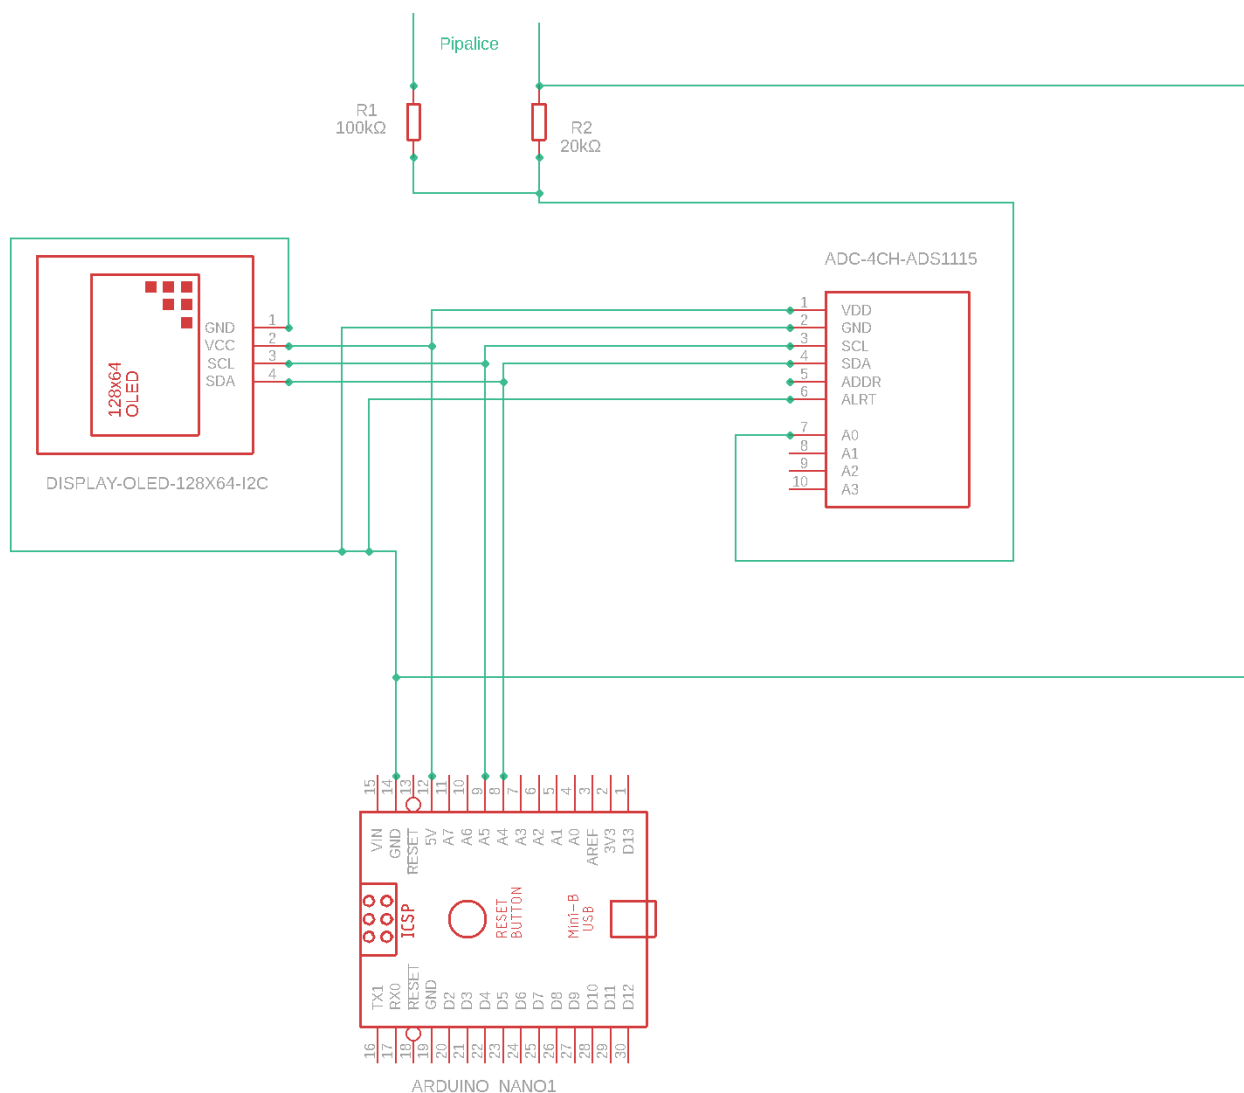 Pipalice
R1
100kΩ
R2
20kΩ
ADC-4CH-ADS1115
1 VDD
2 GND
3 SCL
4 SDA
5 ADDR
6 ALRT
7 A0
8 A1
9 A2
10 A3
GND 1
VCC 2
SCL 3
SDA 4
128x64
OLED
DISPLAY-OLED-128X64-I2C
15 14 13 12 11 10 9 8 7 6 5 4 3 2 1
VIN GND RESET 5V A7 A6 A5 A4 A3 A2 A1 A0 AREF 3V3 D13
ICSP
RESET
BUTTON
Mini-B
USB
TX1 RX0 RESET GND D2 D3 D4 D5 D6 D7 D8 D9 D10 D11 D12
16 17 18 19 20 21 22 23 24 25 26 27 28 29 30
ARDUINO_NANO1